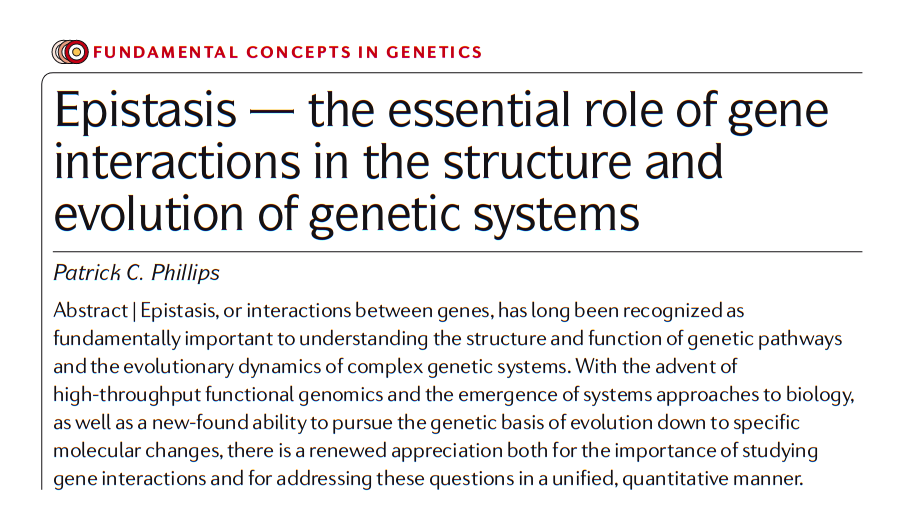 FUNDAMENTAL CONCEPTS IN GENETICS
Epistasis — the essential role of gene
interactions in the structure and
evolution of genetic systems
Patrick C. Phillips
Abstract | Epistasis, or interactions between genes, has long been recognized as
fundamentally important to understanding the structure and function of genetic pathways
and the evolutionary dynamics of complex genetic systems. With the advent of
high-throughput functional genomics and the emergence of systems approaches to biology,
as well as a new-found ability to pursue the genetic basis of evolution down to specific
molecular changes, there is a renewed appreciation both for the importance of studying
gene interactions and for addressing these questions in a unified, quantitative manner.